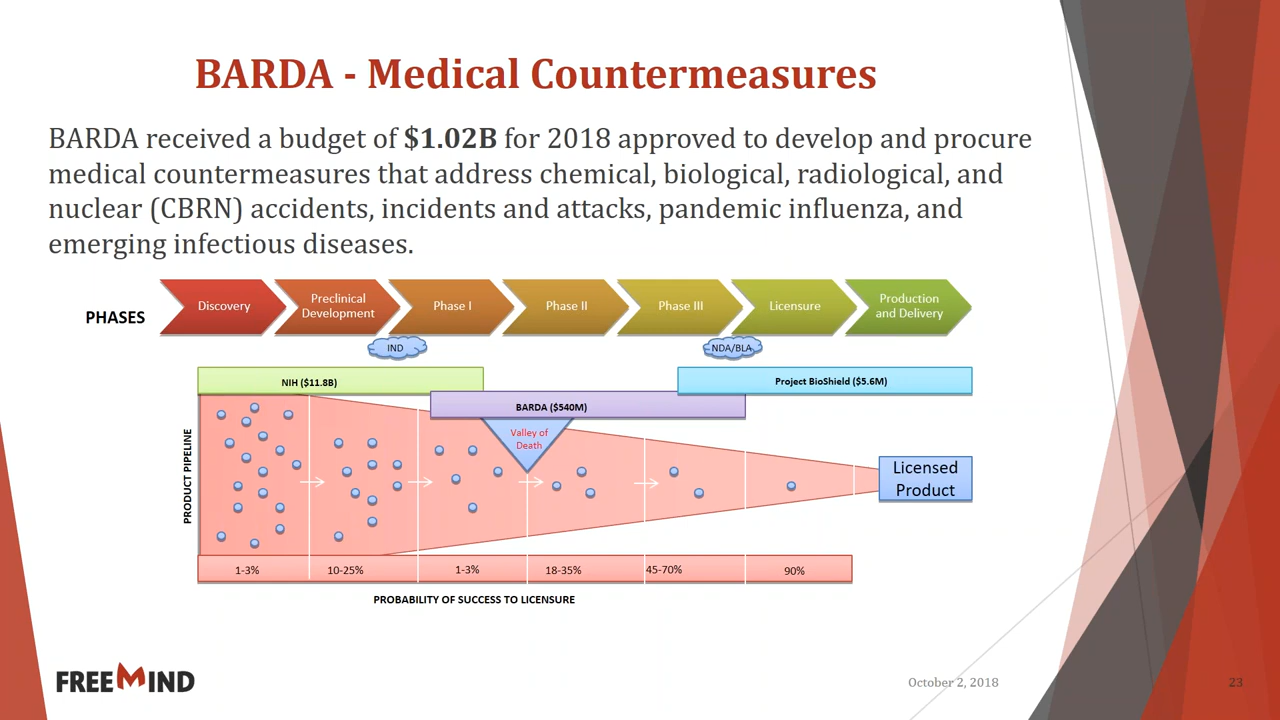 BARDA - Medical Countermeasures
BARDA received a budget of $1.02B for 2018 approved to develop and procure
medical countermeasures that address chemical, biological, radiological, and
nuclear (CBRN) accidents, incidents and attacks, pandemic influenza, and
emerging infectious diseases.
PHASES
Discovery
Preclinical
Development
Phase I
Phase II
Phase III
Licensure
Production
and Delivery
IND
NDA/BLA
NIH ($11.8B)
Project BioShield ($5.6M)
BARDA ($540M)
Valley of
Death
PRODUCT PIPELINE
Licensed
Product
1-3%
10-25%
1-3%
18-35%
45-70%
90%
PROBABILITY OF SUCCESS TO LICENSURE
FREEMIND
October 2, 2018
23